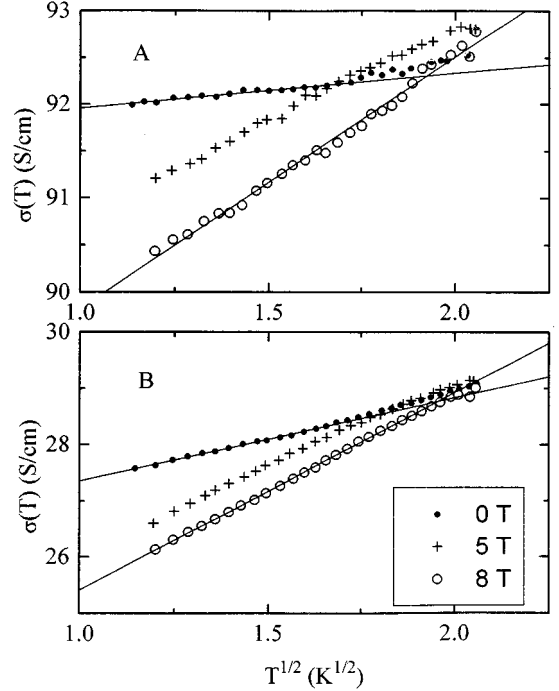 93
A
92
σ(T) (S/cm)
91
90
1.0 1.5 2.0
30
B
28
σ(T) (S/cm)
26
0 T
5 T
8 T
1.0 1.5 2.0
T^1/2 (K^1/2)